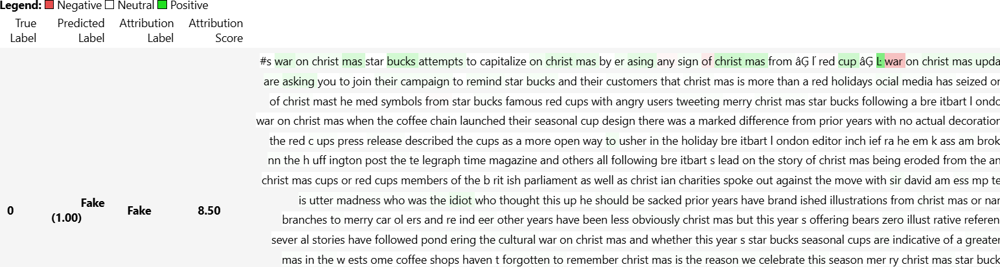 Legend: Negative Neutral Positive
True Label Predicted Label Attribution Label Attribution Score
#s war on christ mas star bucks attempts to capitalize on christ mas by er asing any sign of christ mas from âĢ ľ red cup âĢ Ŀ war on christ mas upda
are asking you to join their campaign to remind star bucks and their customers that christ mas is more than a red holidays ocial media has seized on
of christ mast he med symbols from star bucks famous red cups with angry users tweeting merry christ mas star bucks following a bre itbart l ondo
war on christ mas when the coffee chain launched their seasonal cup design there was a marked difference from prior years with no actual decoration
the red c ups press release described the cups as a more open way to usher in the holiday bre itbart l ondon editor inch ief ra he em k ass am brok
nn the h uff ington post the te legraph time magazine and others all following bre itbart s lead on the story of christ mas being eroded from the an
christ mas cups or red cups members of the b rit ish parliament as well as christ ian charities spoke out against the move with sir david am ess mp te
is utter madness who was the idiot who thought this up he should be sacked prior years have brand ished illustrations from christ mas or nar
0 Fake (1.00) Fake 8.50
branches to merry car ol ers and re ind eer other years have been less obviously christ mas but this year s offering bears zero illust rative referen
sever al stories have followed pond ering the cultural war on christ mas and whether this year s star bucks seasonal cups are indicative of a greater
mas in the w ests ome coffee shops haven t forgotten to remember christ mas is the reason we celebrate this season mer ry christ mas star buck